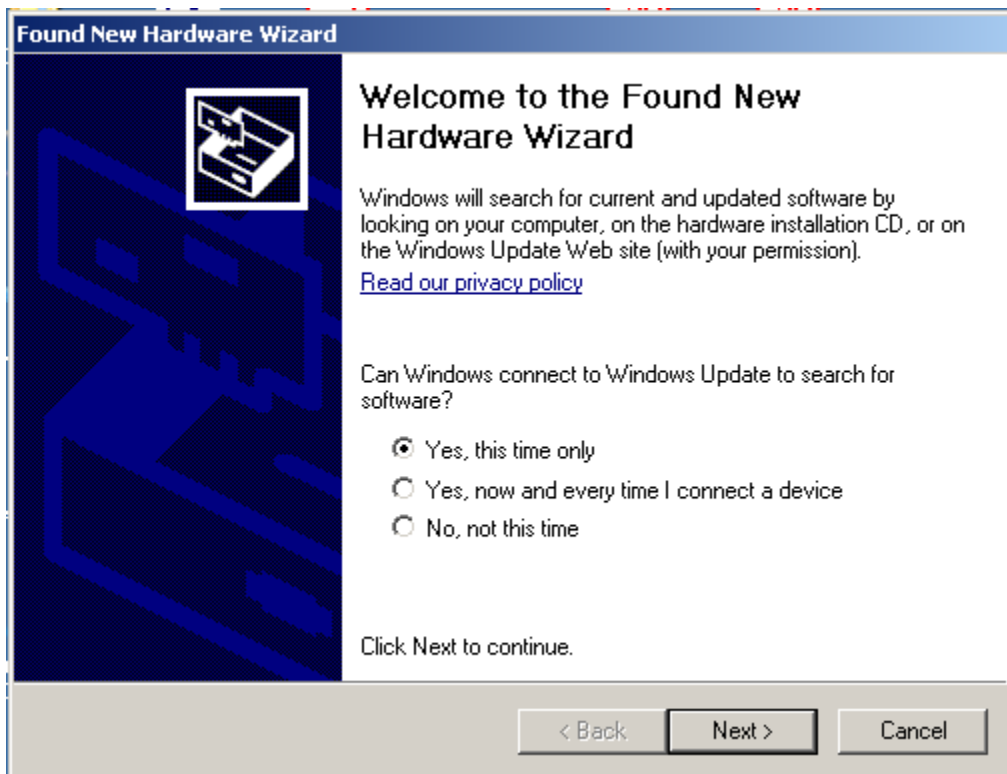 Found New Hardware Wizard
Welcome to the Found New
Hardware Wizard
Windows will search for current and updated software by
looking on your computer, on the hardware installation CD, or on
the Windows Update Web site (with your permission).
Read our privacy policy
Can Windows connect to Windows Update to search for
software?
Yes, this time only
Yes, now and every time I connect a device
No, not this time
Click Next to continue.
< Back
Next >
Cancel